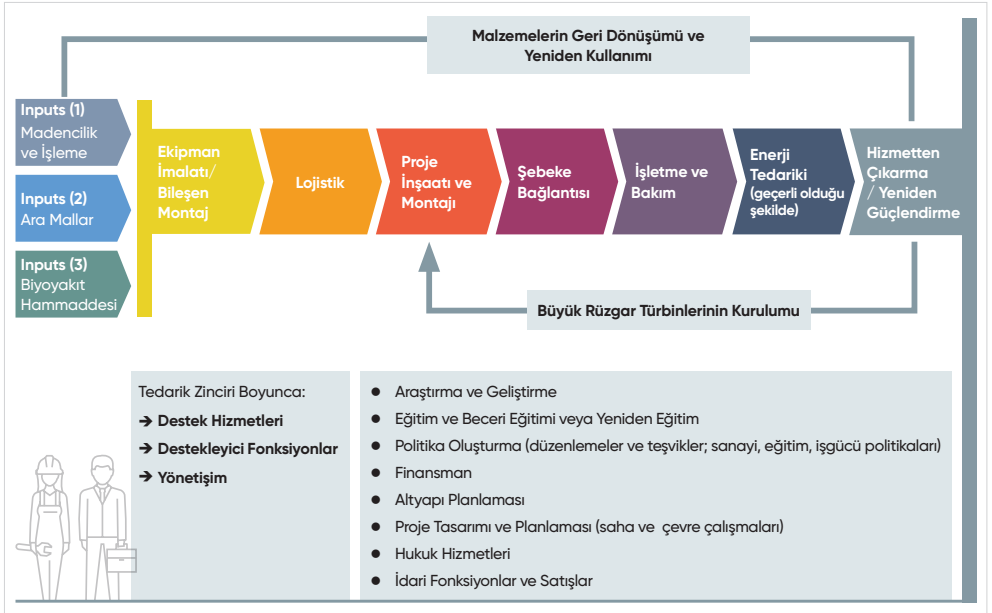 Malzemelerin Geri Dönüşümü ve
Yeniden Kullanımı
Inputs (1)
Madencilik
ve İşleme
Inputs (2)
Ara Mallar
Inputs (3)
Biyoyakıt
Hammaddesi
Ekipman
İmalatı/
Bileşen
Montaj
Lojistik
Proje
İnşaatı ve
Montajı
Şebeke
Bağlantısı
İşletme ve
Bakım
Enerji
Tedariki
(geçerli olduğu
şekilde)
Hizmetten
Çıkarma
/ Yeniden
Güçlendirme
Büyük Rüzgar Türbinlerinin Kurulumu
Tedarik Zinciri Boyunca:
→ Destek Hizmetleri
→ Destekleyici Fonksiyonlar
→ Yönetişim
● Araştırma ve Geliştirme
● Eğitim ve Beceri Eğitimi veya Yeniden Eğitim
● Politika Oluşturma (düzenlemeler ve teşvikler; sanayi, eğitim, işgücü politikaları)
● Finansman
● Altyapı Planlaması
● Proje Tasarımı ve Planlaması (saha ve çevre çalışmaları)
● Hukuk Hizmetleri
● İdari Fonksiyonlar ve Satışlar